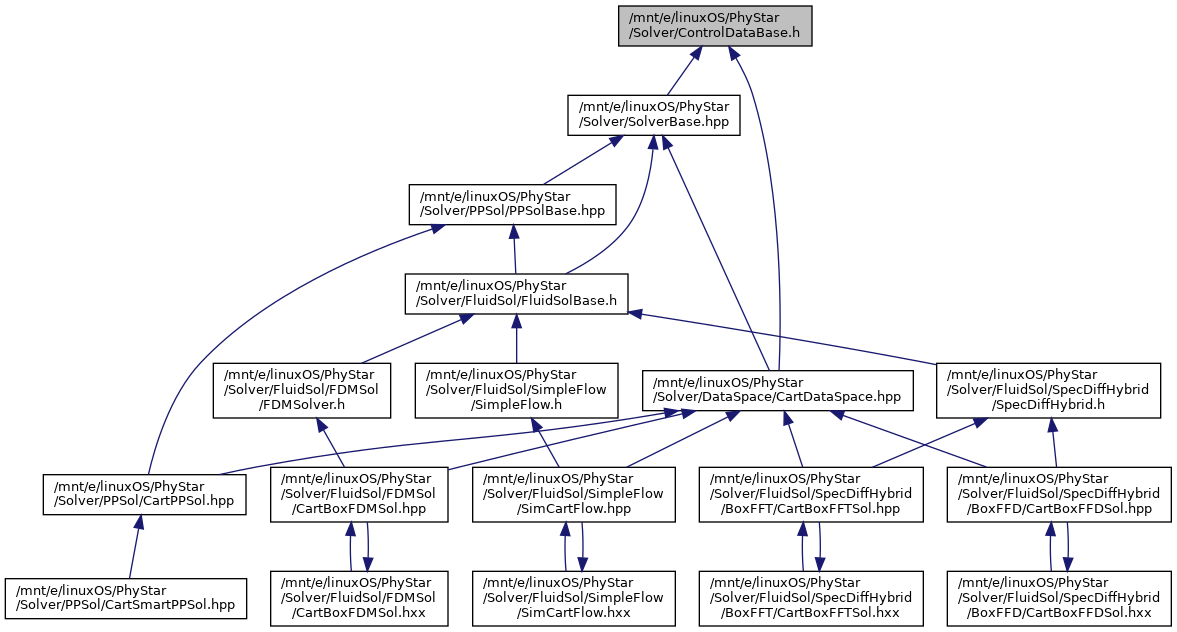 /mnt/e/linuxOS/PhyStar
/Solver/ControlDataBase.h
/mnt/e/linuxOS/PhyStar
/Solver/SolverBase.hpp
/mnt/e/linuxOS/PhyStar
/Solver/PPSol/PPSolBase.hpp
/mnt/e/linuxOS/PhyStar
/Solver/FluidSol/FluidSolBase.h
/mnt/e/linuxOS/PhyStar
/Solver/FluidSol/FDMSol
/FDMSolver.h
/mnt/e/linuxOS/PhyStar
/Solver/FluidSol/SimpleFlow
/SimpleFlow.h
/mnt/e/linuxOS/PhyStar
/Solver/DataSpace/CartDataSpace.hpp
/mnt/e/linuxOS/PhyStar
/Solver/FluidSol/SpecDiffHybrid
/SpecDiffHybrid.h
/mnt/e/linuxOS/PhyStar
/Solver/PPSol/CartPPSol.hpp
/mnt/e/linuxOS/PhyStar
/Solver/FluidSol/FDMSol
/CartBoxFDMSol.hpp
/mnt/e/linuxOS/PhyStar
/Solver/FluidSol/SimpleFlow
/SimCartFlow.hpp
/mnt/e/linuxOS/PhyStar
/Solver/FluidSol/SpecDiffHybrid
/BoxFFT/CartBoxFFTSol.hpp
/mnt/e/linuxOS/PhyStar
/Solver/FluidSol/SpecDiffHybrid
/BoxFFD/CartBoxFFDSol.hpp
/mnt/e/linuxOS/PhyStar
/Solver/PPSol/CartSmartPPSol.hpp
/mnt/e/linuxOS/PhyStar
/Solver/FluidSol/FDMSol
/CartBoxFDMSol.hxx
/mnt/e/linuxOS/PhyStar
/Solver/FluidSol/SimpleFlow
/SimCartFlow.hxx
/mnt/e/linuxOS/PhyStar
/Solver/FluidSol/SpecDiffHybrid
/BoxFFT/CartBoxFFTSol.hxx
/mnt/e/linuxOS/PhyStar
/Solver/FluidSol/SpecDiffHybrid
/BoxFFD/CartBoxFFDSol.hxx